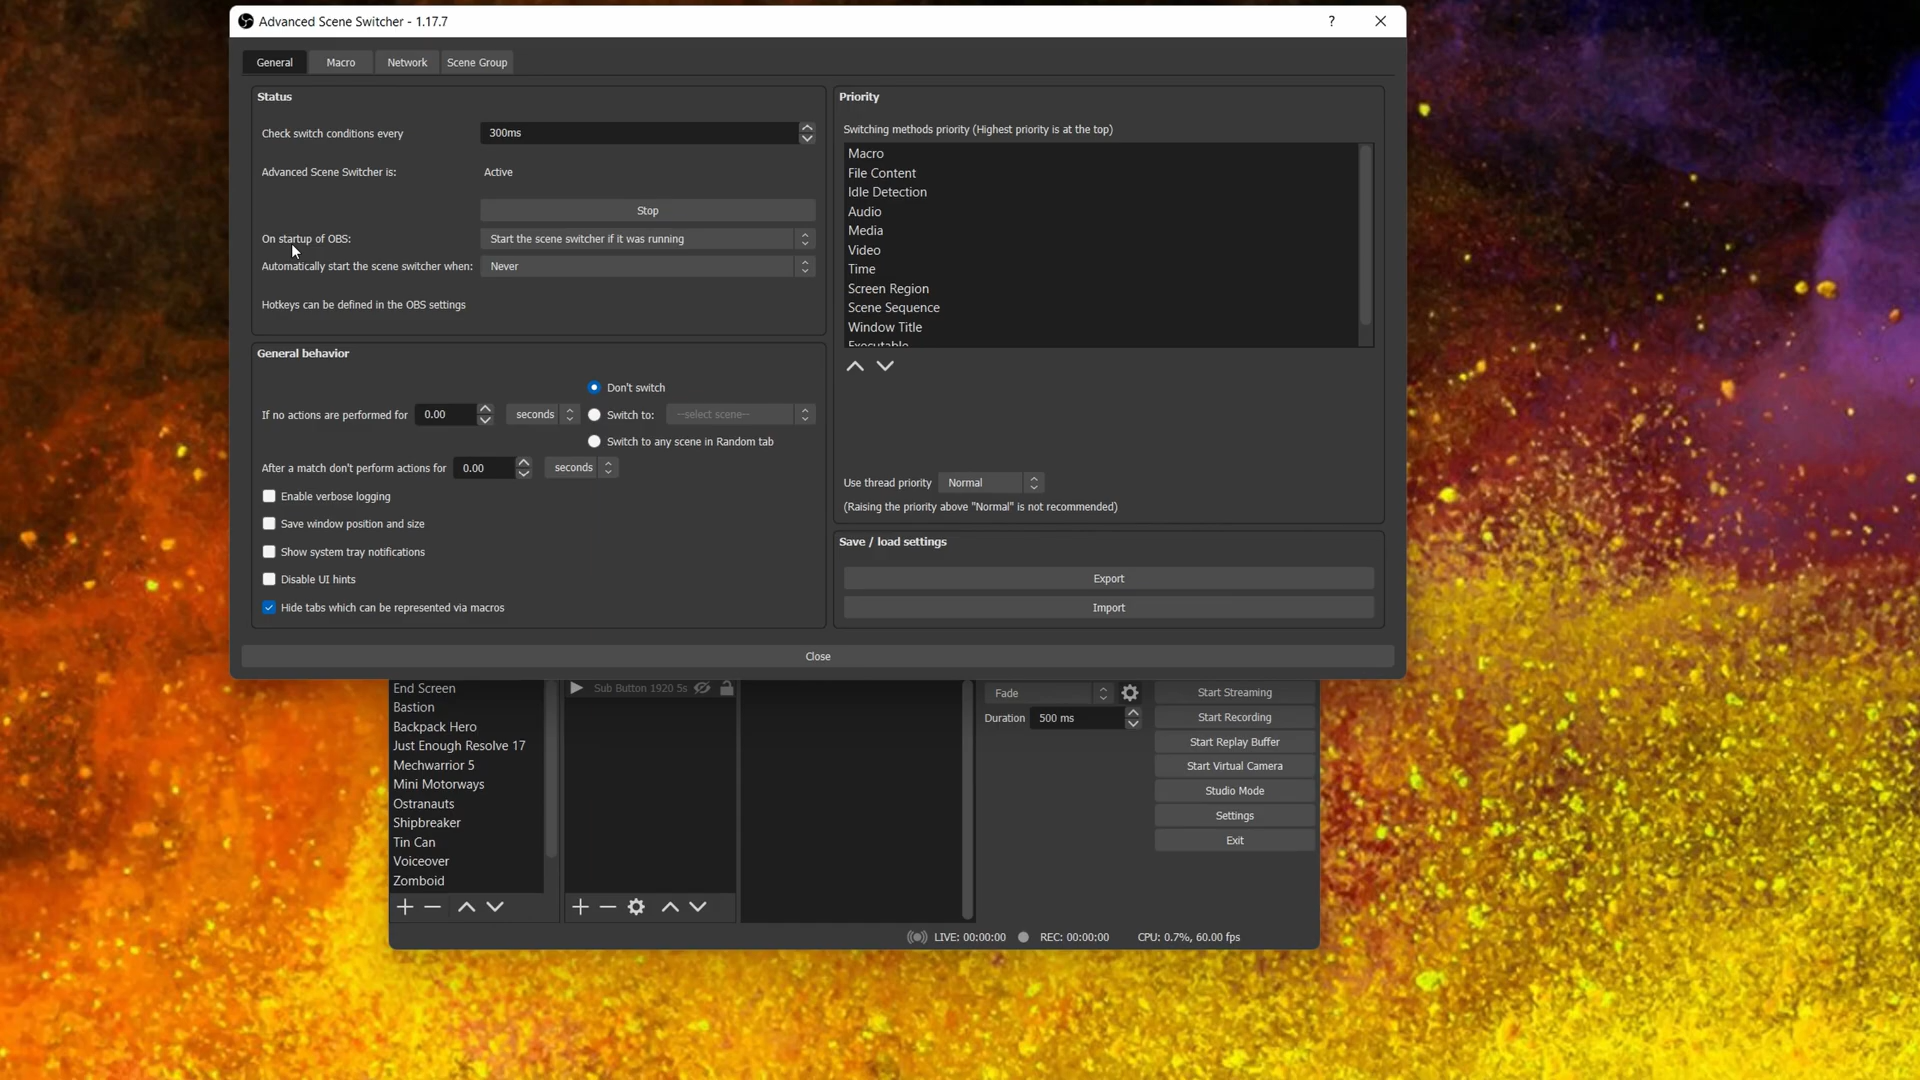 Advanced Scene Switcher - 1.17.7
?
General
Macro
Network
Scene Group
Status
Check switch conditions every
300ms
Advanced Scene Switcher is:
Active
Stop
On startup of OBS:
Start the scene switcher if it was running
Automatically start the scene switcher when:
Never
Hotkeys can be defined in the OBS settings
General behavior
Don't switch
If no actions are performed for
0.00
seconds
Switch to:
--select scene--
Switch to any scene in Random tab
After a match don't perform actions for
0.00
seconds
Enable verbose logging
Save window position and size
Show system tray notifications
Disable UI hints
Hide tabs which can be represented via macros
Priority
Switching methods priority (Highest priority is at the top)
Macro
File Content
Idle Detection
Audio
Media
Video
Time
Screen Region
Scene Sequence
Window Title
Executable
Use thread priority
Normal
(Raising the priority above "Normal" is not recommended)
Save / load settings
Export
Import
Close
End Screen
Bastion
Backpack Hero
Just Enough Resolve 17
Mechwarrior 5
Mini Motorways
Ostranauts
Shipbreaker
Tin Can
Voiceover
Zomboid
Sub Button 1920 5s
Fade
Duration
500 ms
Start Streaming
Start Recording
Start Replay Buffer
Start Virtual Camera
Studio Mode
Settings
Exit
LIVE: 00:00:00
REC: 00:00:00
CPU: 0.7%, 60.00 fps